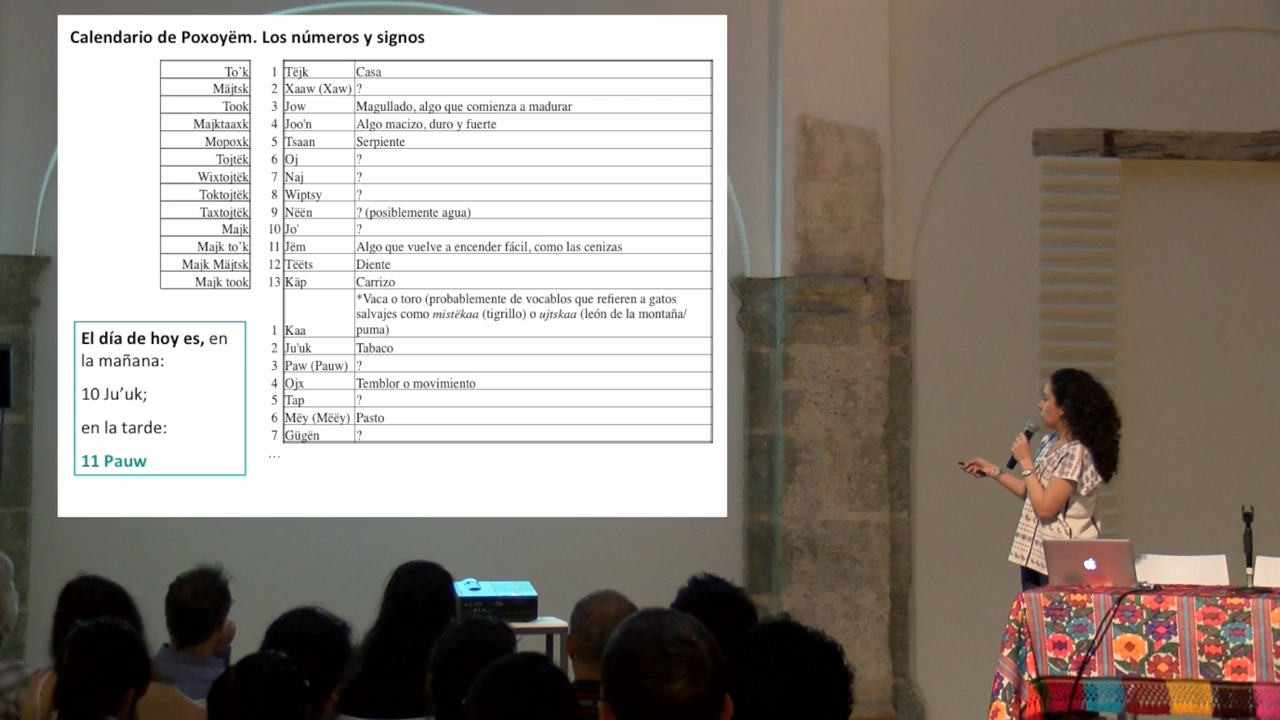 Calendario de Poxoyëm. Los números y signos
To'k
Mäjtsk
Took
Majktaaxk
Mopoxk
Tojtëk
Wixtojtëk
Toktojtëk
Taxtojtëk
Majk
Majk to'k
Majk Mäjtsk
Majk took
1 Tëjk Casa
2 Xaaw (Xaw) ?
3 Jow Magullado, algo que comienza a madurar
4 Joo'n Algo macizo, duro y fuerte
5 Tsaan Serpiente
6 Oj ?
7 Naj ?
8 Wiptsy ?
9 Nëën ? (posiblemente agua)
10 Jo' ?
11 Jëm Algo que vuelve a encender fácil, como las cenizas
12 Tëëts Diente
13 Käp Carrizo
*Vaca o toro (probablemente de vocablos que refieren a gatos
salvajes como mistëkaa (tigrillo) o ujtskaa (león de la montaña/
1 Kaa puma)
2 Ju'uk Tabaco
3 Paw (Pauw) ?
4 Ojx Temblor o movimiento
5 Tap ?
6 Mëy (Mëëy) Pasto
7 Gügën ?
...
El día de hoy es, en
la mañana:
10 Ju'uk;
en la tarde:
11 Pauw